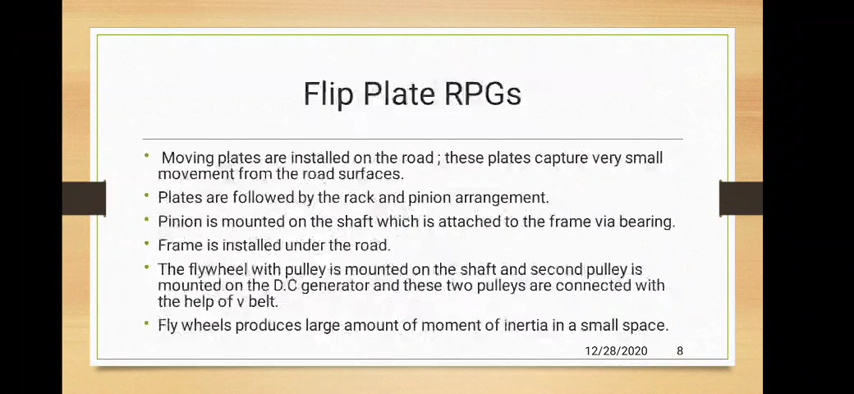 Flip Plate RPGs
• Moving plates are installed on the road ; these plates capture very small
movement from the road surfaces.
• Plates are followed by the rack and pinion arrangement.
• Pinion is mounted on the shaft which is attached to the frame via bearing.
• Frame is installed under the road.
• The flywheel with pulley is mounted on the shaft and second pulley is
mounted on the D.C generator and these two pulleys are connected with
the help of v belt.
• Fly wheels produces large amount of moment of inertia in a small space.
12/28/2020 8